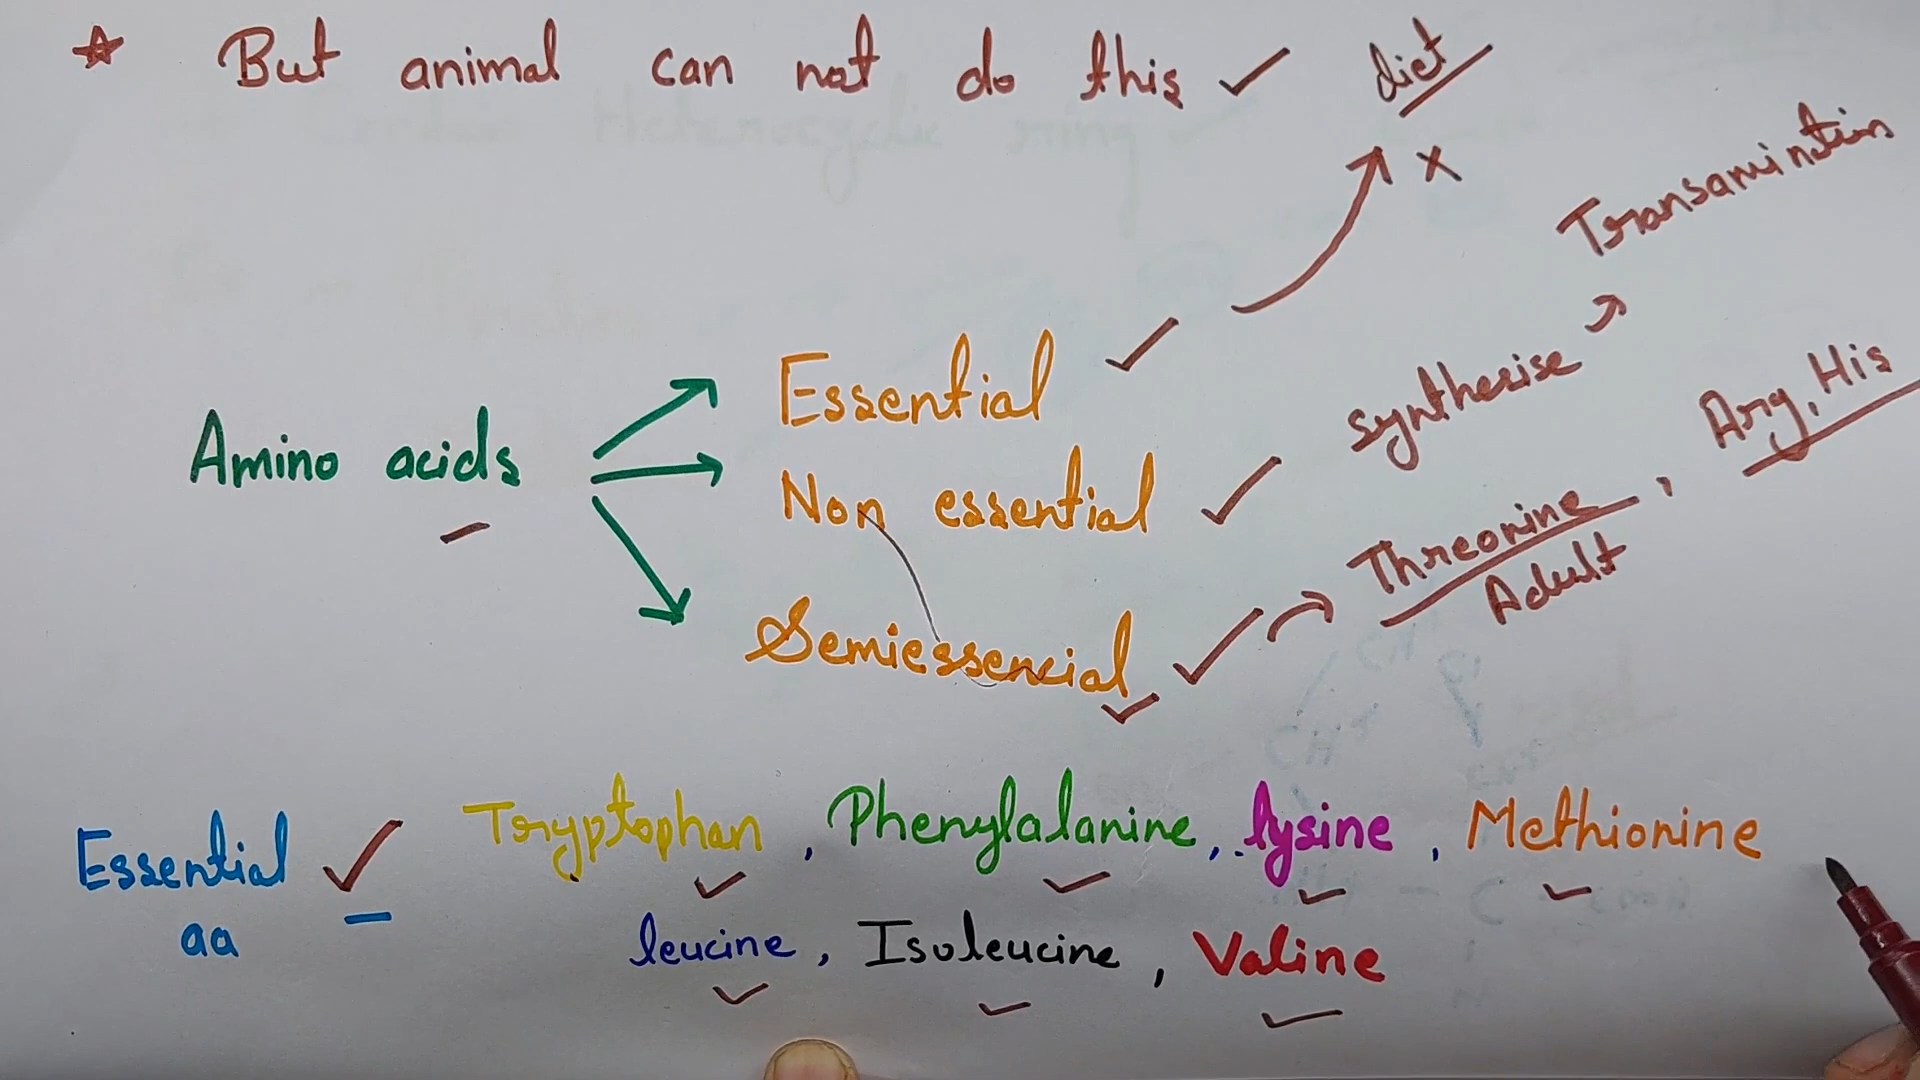 ☆ But animal can not do this ✓ diet
x
Transamination
Essential ✓
synthesise
Amino acids
Arg, His
Non essential ✓
Threonine,
Adult
Semiessencial ✓
Tryptophan, Phenylalanine, lysine, Methionine
Essential ✓
aa
leucine, Isoleucine, Valine